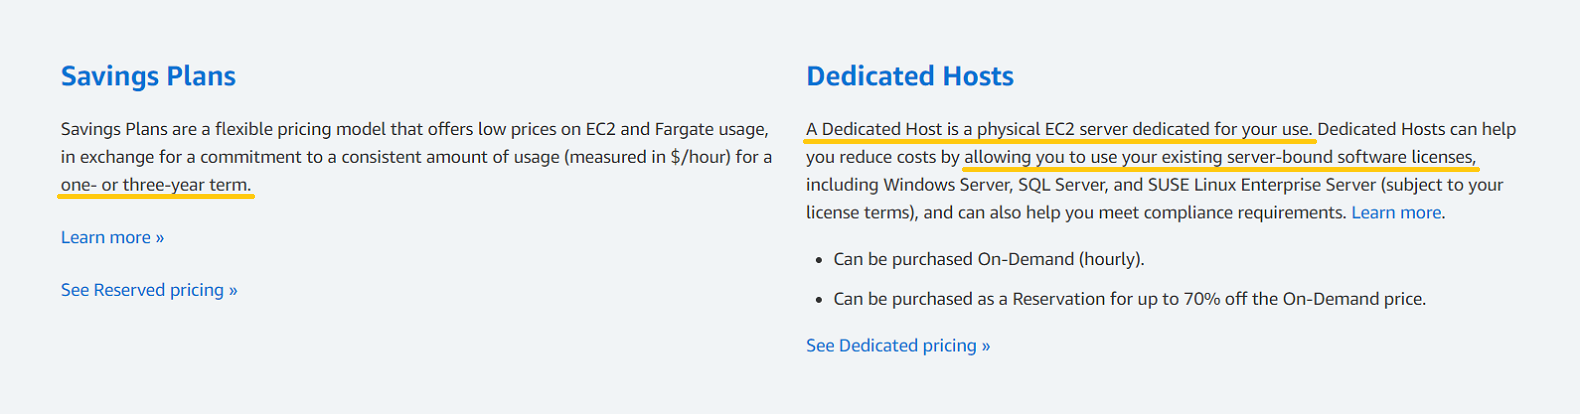 Savings Plans
Savings Plans are a flexible pricing model that offers low prices on EC2 and Fargate usage,
in exchange for a commitment to a consistent amount of usage (measured in $/hour) for a
one- or three-year term.
Learn more »
See Reserved pricing »
Dedicated Hosts
A Dedicated Host is a physical EC2 server dedicated for your use. Dedicated Hosts can help
you reduce costs by allowing you to use your existing server-bound software licenses,
including Windows Server, SQL Server, and SUSE Linux Enterprise Server (subject to your
license terms), and can also help you meet compliance requirements. Learn more.
• Can be purchased On-Demand (hourly).
• Can be purchased as a Reservation for up to 70% off the On-Demand price.
See Dedicated pricing »